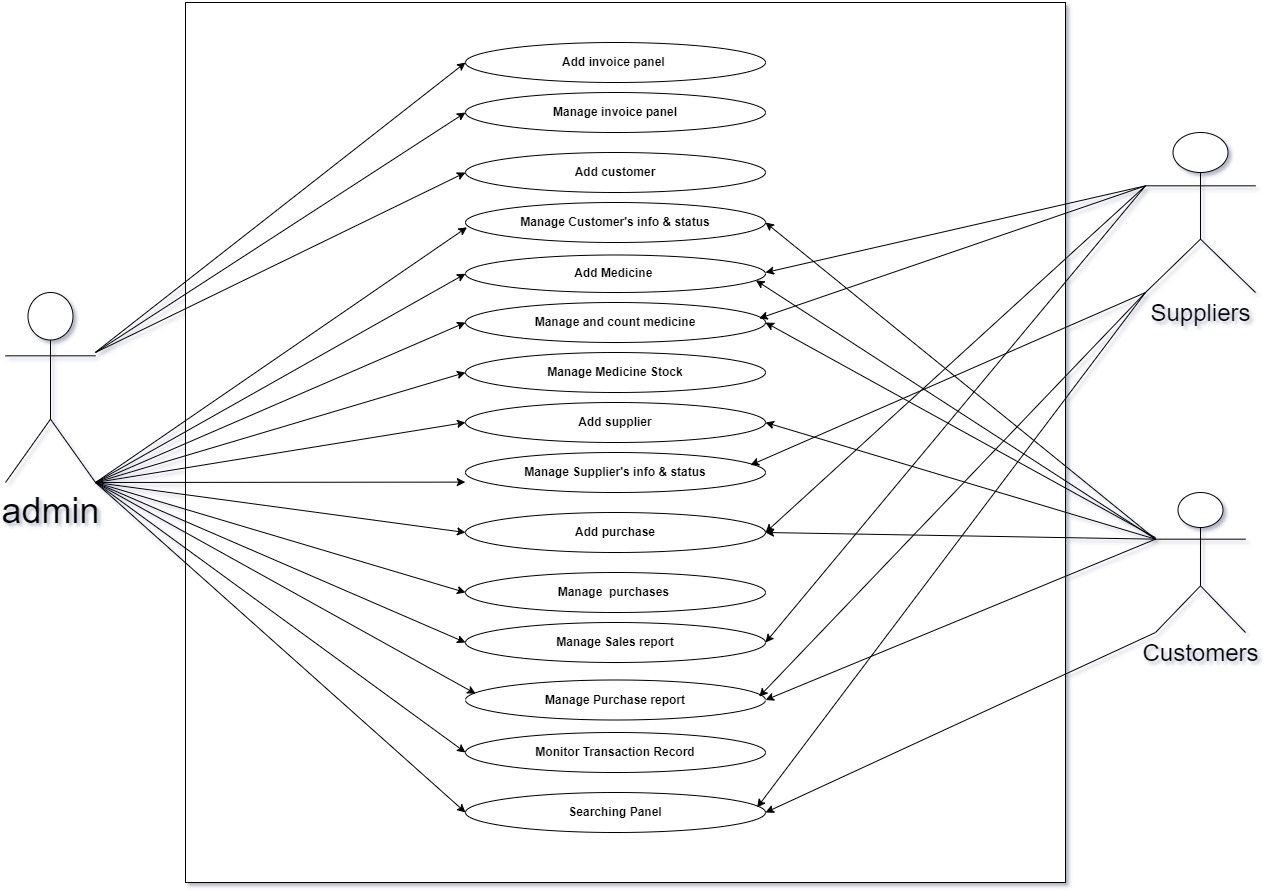 Add invoice panel
Manage invoice panel
Add customer
Manage Customer's info & status
Add Medicine
Manage and count medicine
Manage Medicine Stock
Add supplier
Manage Supplier's info & status
Add purchase
Manage  purchases
Manage Sales report
Manage Purchase report
Monitor Transaction Record
Searching Panel
admin
Suppliers
Customers